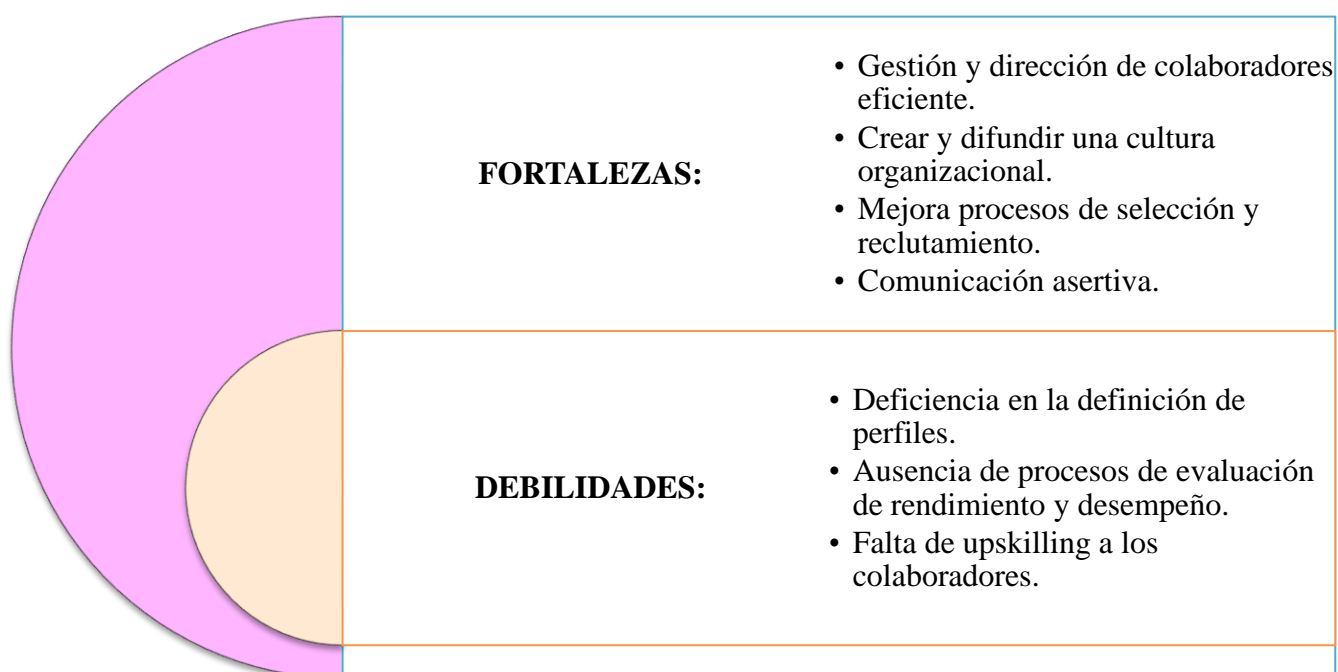 FORTALEZAS:
• Gestión y dirección de colaboradores
eficiente.
• Crear y difundir una cultura
organizacional.
• Mejora procesos de selección y
reclutamiento.
• Comunicación asertiva.
DEBILIDADES:
• Deficiencia en la definición de
perfiles.
• Ausencia de procesos de evaluación
de rendimiento y desempeño.
• Falta de upskilling a los
colaboradores.